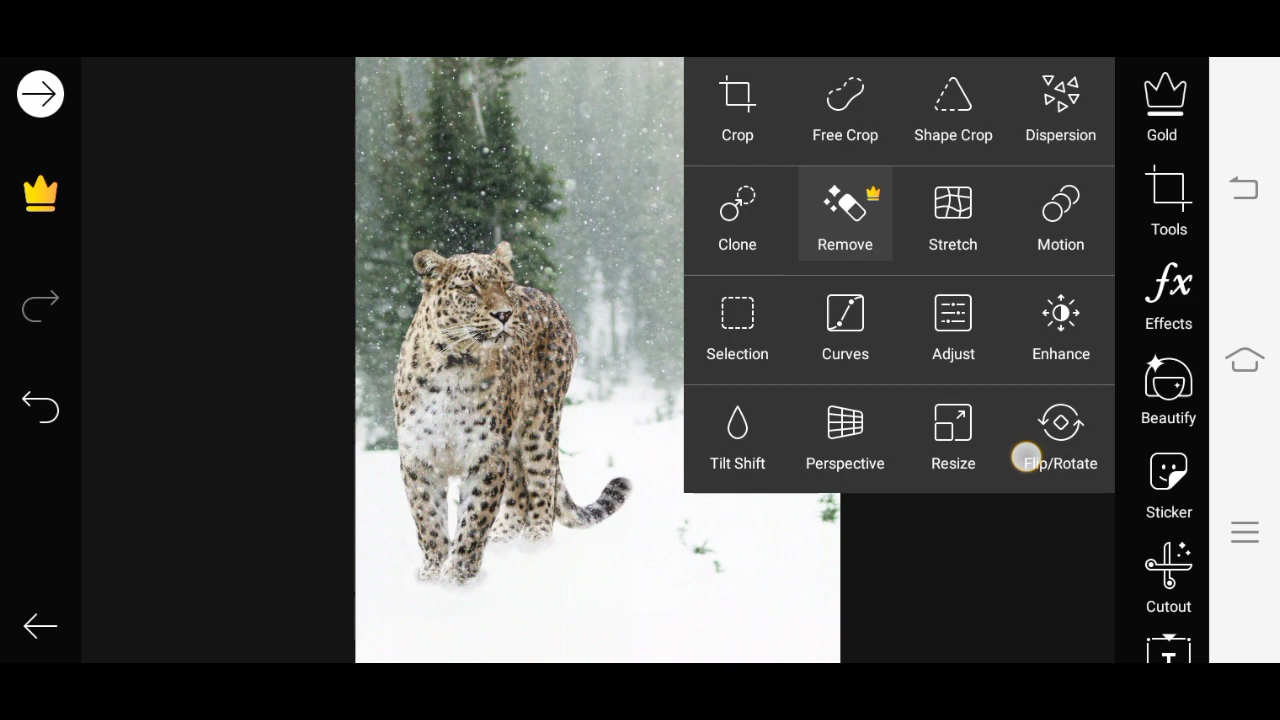 Crop Free Crop Shape Crop Dispersion
Clone Remove Stretch Motion
Selection Curves Adjust Enhance
Tilt Shift Perspective Resize Flip/Rotate
Gold
Tools
fx
Effects
Beautify
Sticker
Cutout
T